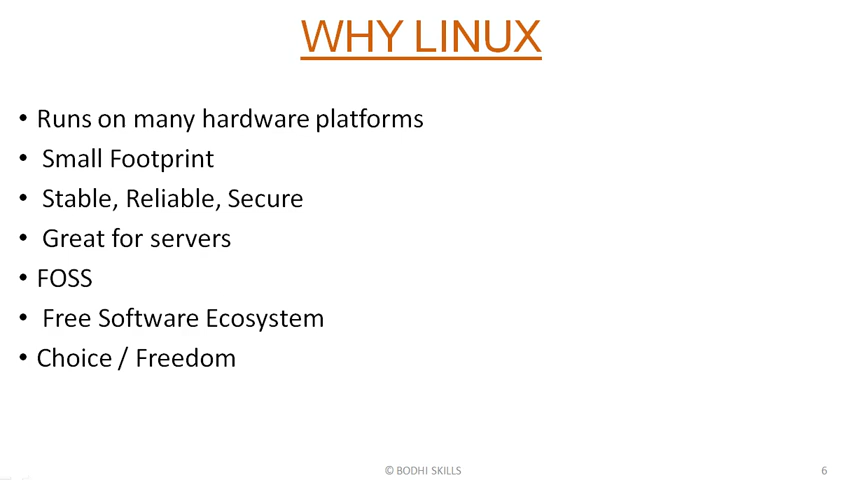 WHY LINUX
• Runs on many hardware platforms
• Small Footprint
• Stable, Reliable, Secure
• Great for servers
• FOSS
• Free Software Ecosystem
• Choice / Freedom
© BODHI SKILLS
6